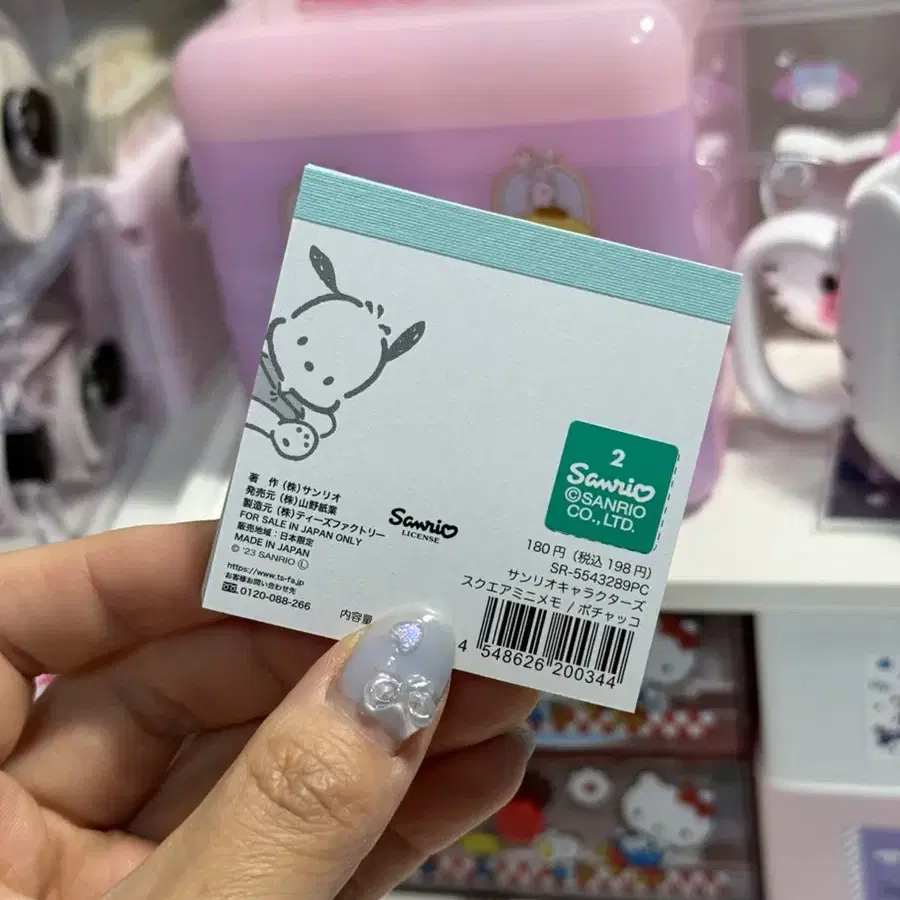 著　作 (株)サンリオ
発売元 (株)山野紙業
製造元 (株)ティーズファクトリー
FOR SALE IN JAPAN ONLY
販売地域：日本限定
MADE IN JAPAN
© '23 SANRIO Ⓛ
https://www.ts-fa.jp
お客様お問い合わせ先
0120-088-266
Sanrio
LICENSE
2
Sanrio
©SANRIO
CO., LTD.
180円 (税込 198円)
SR-5543289PC
サンリオキャラクターズ
スクエアミニメモ / ポチャッコ
内容量
4 548626 200344